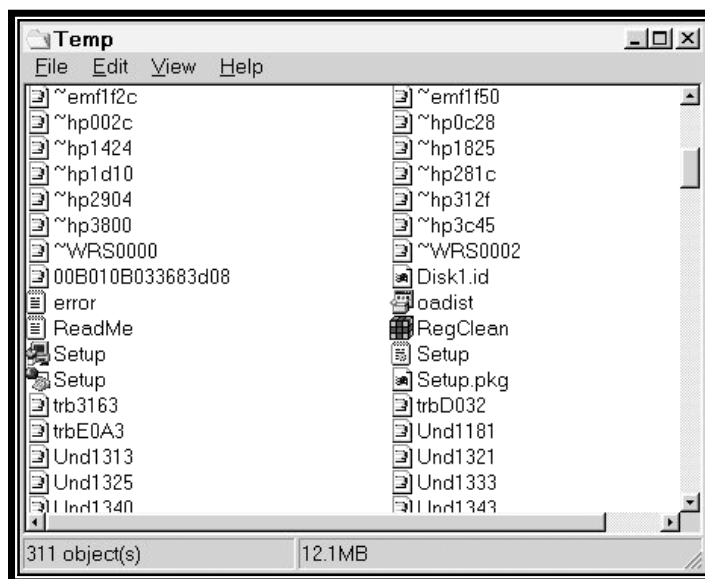 Temp
File Edit View Help
~emf1f2c ~emf1f50
~hp002c ~hp0c28
~hp1424 ~hp1825
~hp1d10 ~hp281c
~hp2904 ~hp312f
~hp3800 ~hp3c45
~WRS0000 ~WRS0002
00B010B033683d08 Disk1.id
error oadist
ReadMe RegClean
Setup Setup
Setup Setup.pkg
trb3163 trbD032
trbE0A3 Und1181
Und1313 Und1321
Und1325 Und1333
Und1340 Und1343
311 object(s) 12.1MB